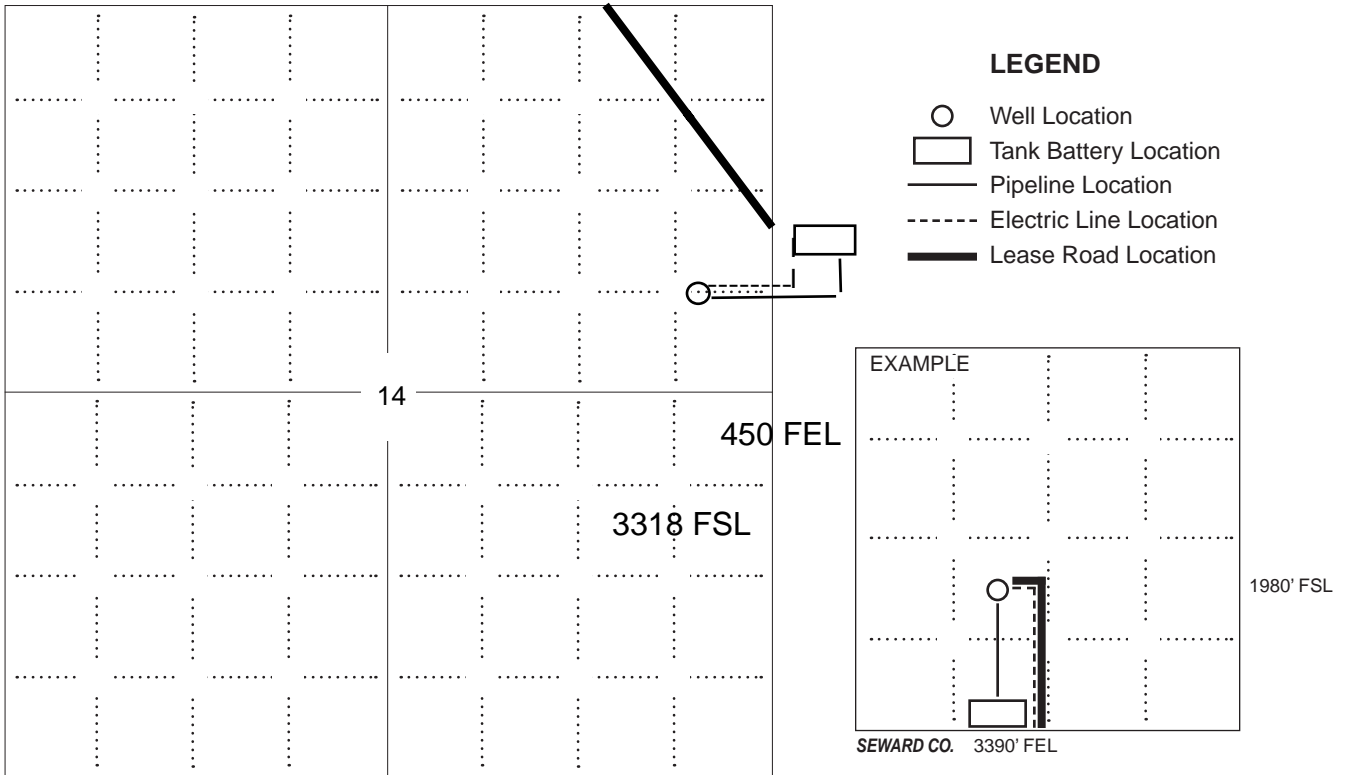 LEGEND
Well Location
Tank Battery Location
Pipeline Location
Electric Line Location
Lease Road Location
14
450 FEL
3318 FSL
EXAMPLE
1980' FSL
SEWARD CO. 3390' FEL